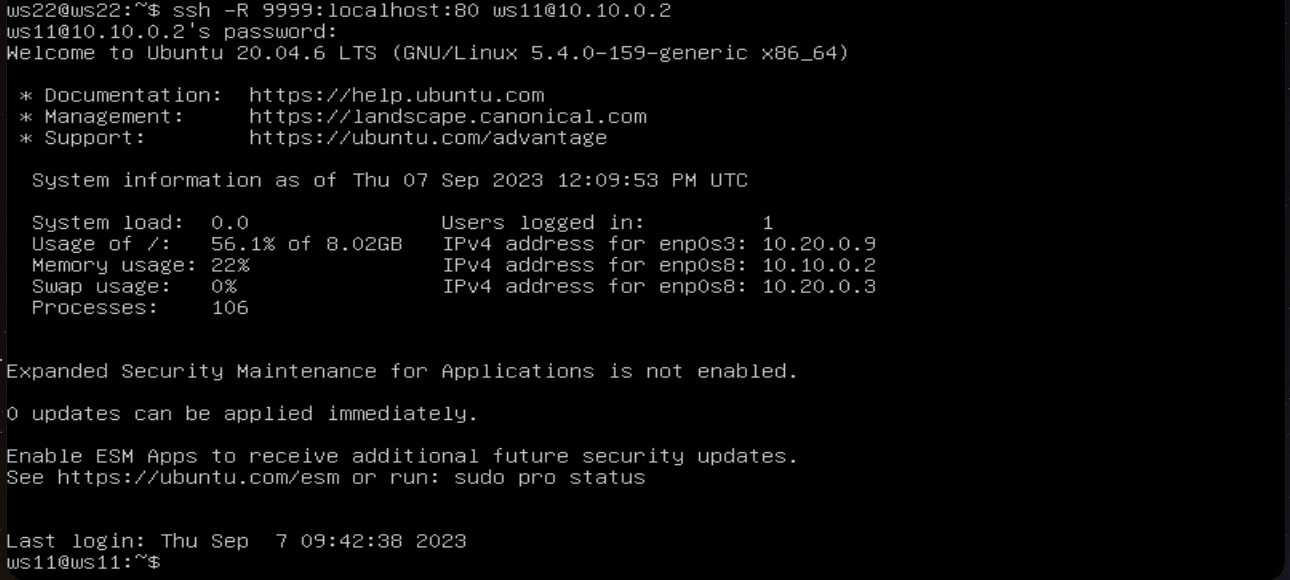 ws22@ws22:~$ ssh -R 9999:localhost:80 ws11@10.10.0.2
ws11@10.10.0.2's password:
Welcome to Ubuntu 20.04.6 LTS (GNU/Linux 5.4.0-159-generic x86_64)

 * Documentation:  https://help.ubuntu.com
 * Management:     https://landscape.canonical.com
 * Support:        https://ubuntu.com/advantage

  System information as of Thu 07 Sep 2023 12:09:53 PM UTC

  System load:  0.0               Users logged in:         1
  Usage of /:   56.1% of 8.02GB   IPv4 address for enp0s3: 10.20.0.9
  Memory usage: 22%               IPv4 address for enp0s8: 10.10.0.2
  Swap usage:   0%                IPv4 address for enp0s8: 10.20.0.3
  Processes:    106

Expanded Security Maintenance for Applications is not enabled.

0 updates can be applied immediately.

Enable ESM Apps to receive additional future security updates.
See https://ubuntu.com/esm or run: sudo pro status

Last login: Thu Sep  7 09:42:38 2023
ws11@ws11:~$